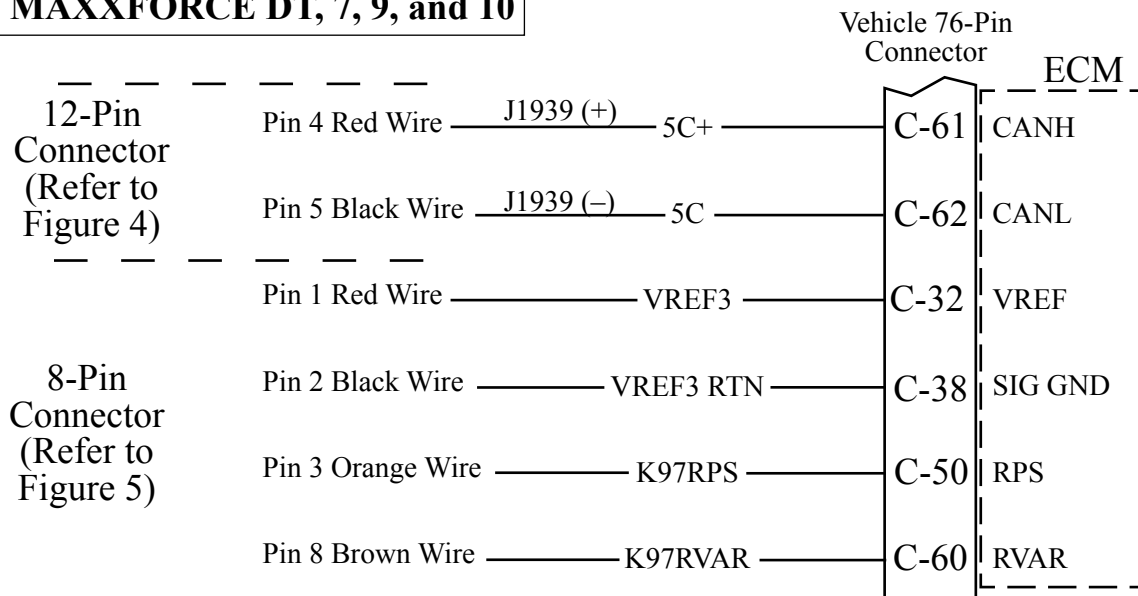 MAXXFORCE DT, 7, 9, and 10
Vehicle 76-Pin
Connector
ECM
12-Pin
Connector
(Refer to
Figure 4)
Pin 4 Red Wire J1939 (+) 5C+ C-61 CANH
Pin 5 Black Wire J1939 (–) 5C C-62 CANL
8-Pin
Connector
(Refer to
Figure 5)
Pin 1 Red Wire VREF3 C-32 VREF
Pin 2 Black Wire VREF3 RTN C-38 SIG GND
Pin 3 Orange Wire K97RPS C-50 RPS
Pin 8 Brown Wire K97RVAR C-60 RVAR